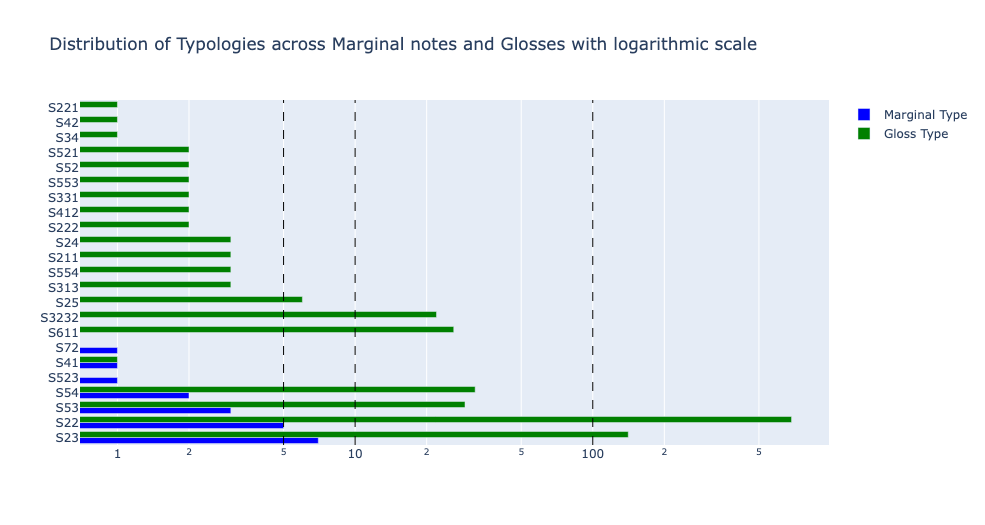 Distribution of Typologies across Marginal notes and Glosses with logarithmic scale
Marginal Type
Gloss Type
S221
S42
S34
S521
S52
S553
S331
S412
S222
S24
S211
S554
S313
S25
S3232
S611
S72
S41
S523
S54
S53
S22
S23
1 2 5 10 2 5 100 2 5